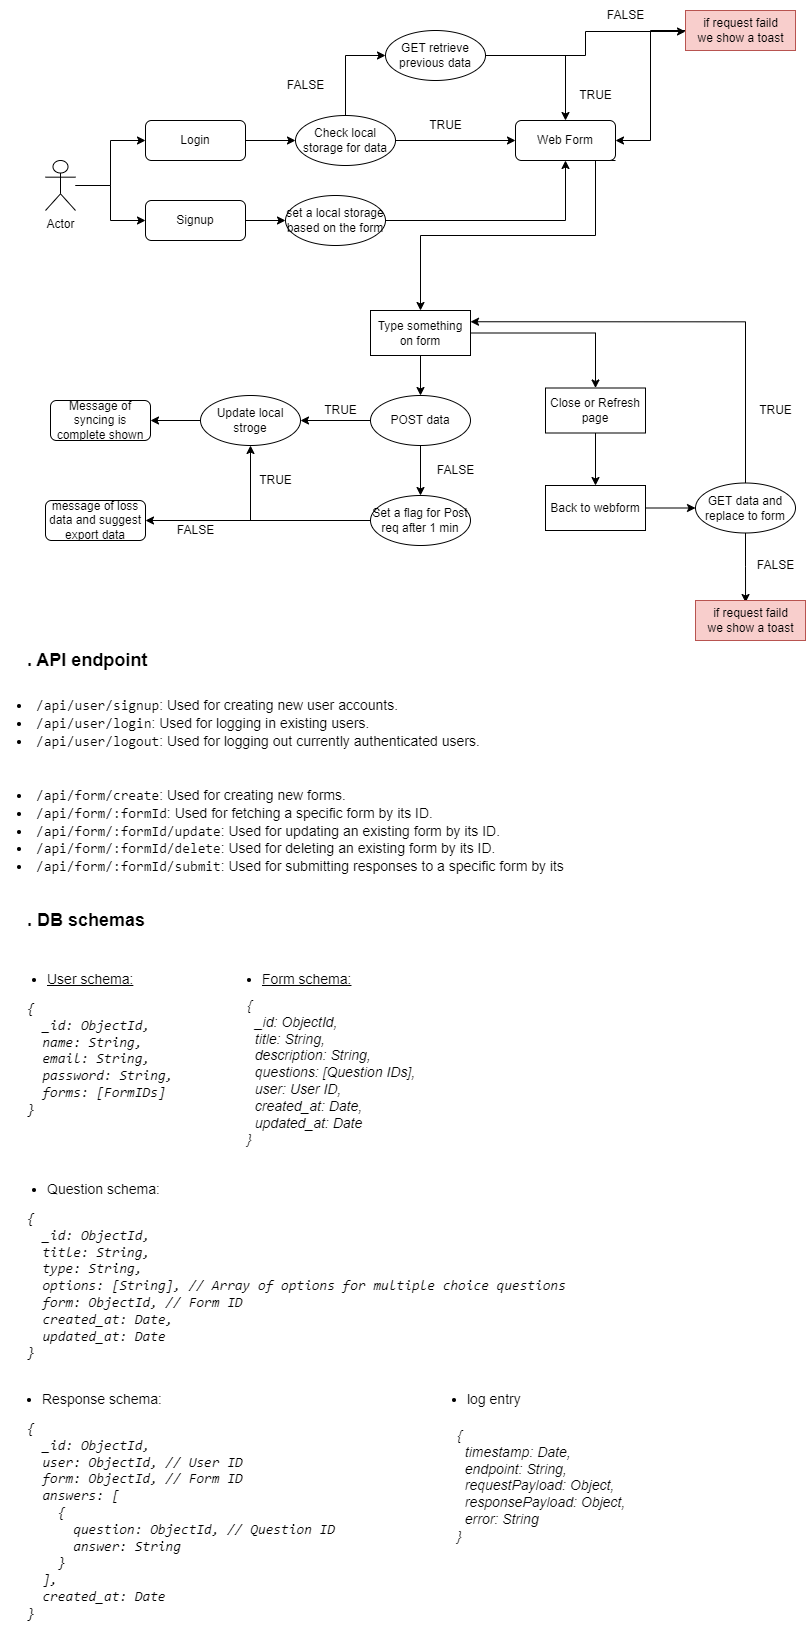 FALSE
if request faild
we show a toast
GET retrieve
previous data
FALSE
TRUE
Login
Check local
storage for data
TRUE
Web Form
Actor
Signup
set a local storage
based on the form
Type something
on form
Message of
syncing is
complete shown
Update local
stroge
TRUE
POST data
Close or Refresh
page
TRUE
FALSE
TRUE
message of loss
data and suggest
export data
FALSE
Set a flag for Post
req after 1 min
Back to webform
GET data and
replace to form
FALSE
if request faild
we show a toast
. API endpoint
• /api/user/signup: Used for creating new user accounts.
• /api/user/login: Used for logging in existing users.
• /api/user/logout: Used for logging out currently authenticated users.
• /api/form/create: Used for creating new forms.
• /api/form/:formId: Used for fetching a specific form by its ID.
• /api/form/:formId/update: Used for updating an existing form by its ID.
• /api/form/:formId/delete: Used for deleting an existing form by its ID.
• /api/form/:formId/submit: Used for submitting responses to a specific form by its
. DB schemas
• User schema:
{
_id: ObjectId,
name: String,
email: String,
password: String,
forms: [FormIDs]
}
• Form schema:
{
_id: ObjectId,
title: String,
description: String,
questions: [Question IDs],
user: User ID,
created_at: Date,
updated_at: Date
}
• Question schema:
{
_id: ObjectId,
title: String,
type: String,
options: [String], // Array of options for multiple choice questions
form: ObjectId, // Form ID
created_at: Date,
updated_at: Date
}
• Response schema:
{
_id: ObjectId,
user: ObjectId, // User ID
form: ObjectId, // Form ID
answers: [
{
question: ObjectId, // Question ID
answer: String
}
],
created_at: Date
}
• log entry
{
timestamp: Date,
endpoint: String,
requestPayload: Object,
responsePayload: Object,
error: String
}